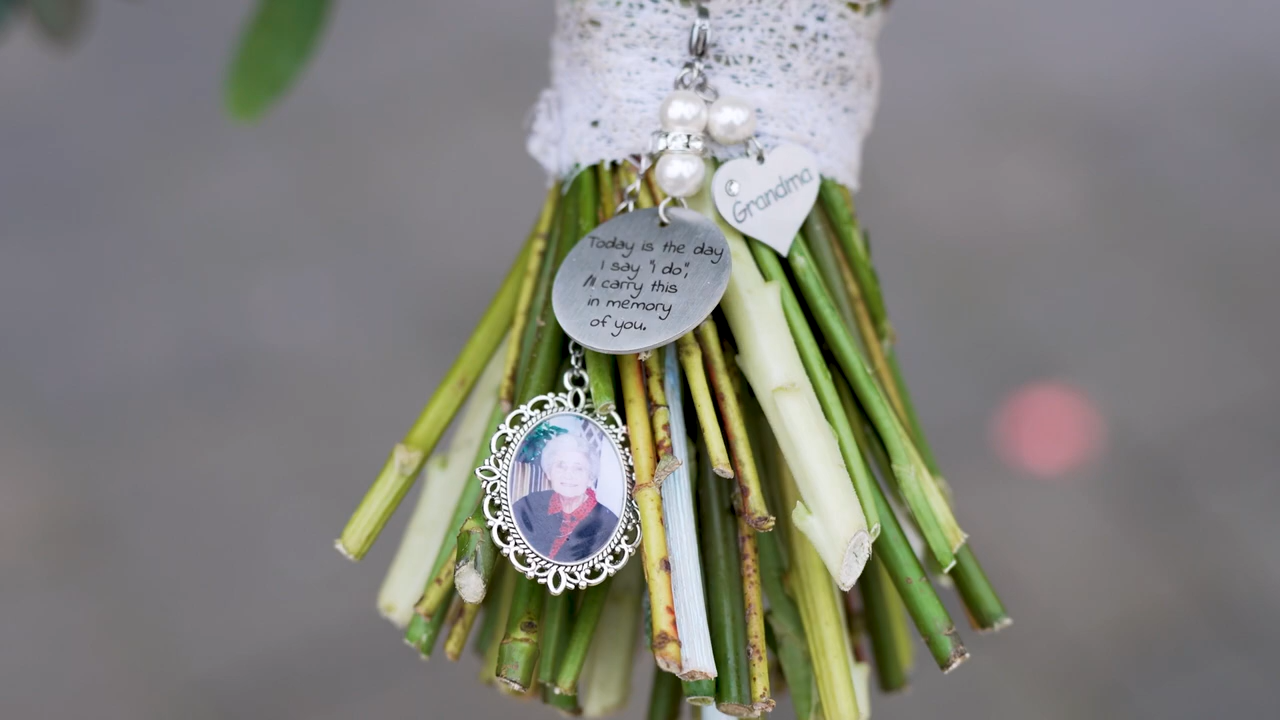 Grandma
Today is the day
I say "i do",
I'll carry this
in memory
of you.